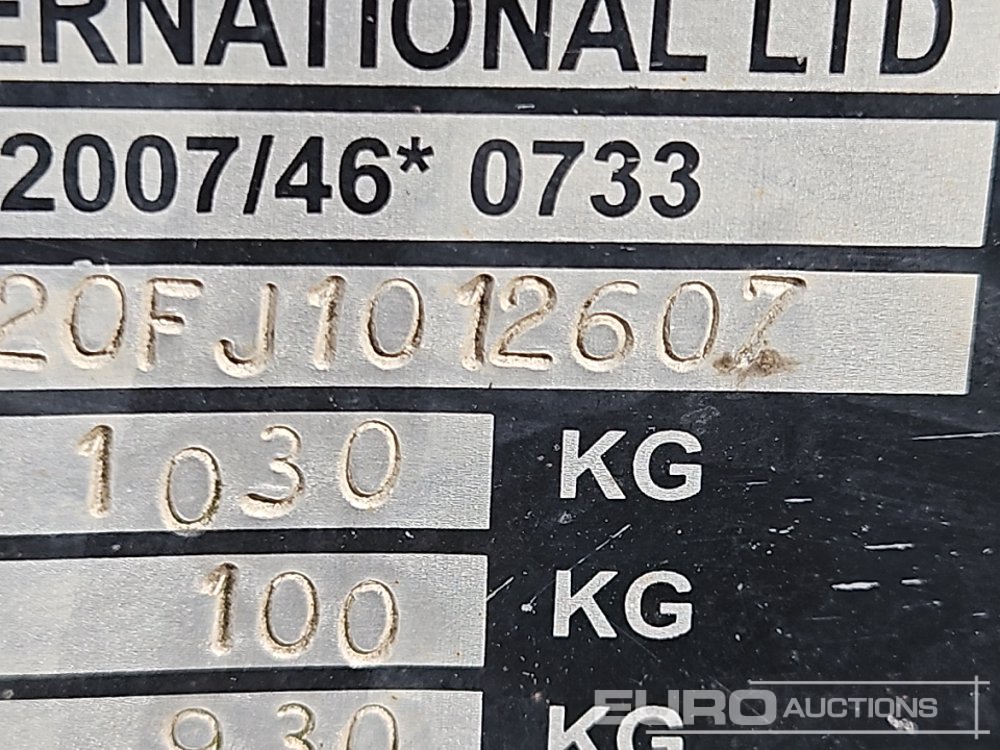 ERNATIONAL LTD
2007/46* 0733
20FJ1012607
1030 KG
100 KG
930 KG
EURO AUCTIONS